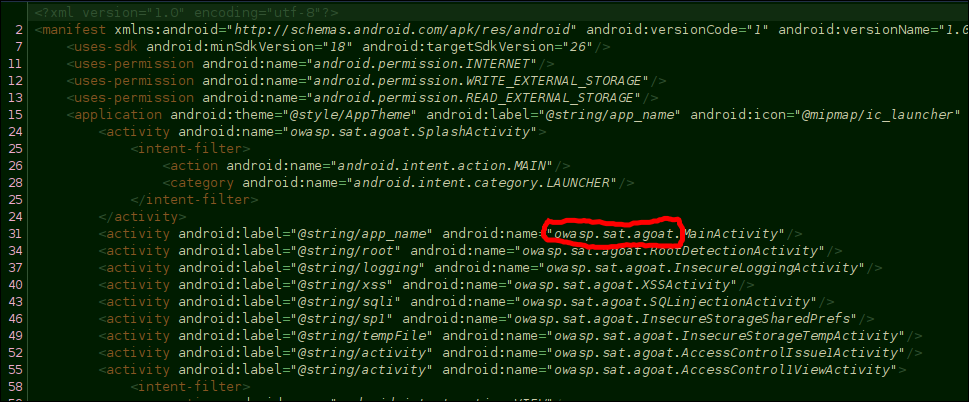 <?xml version="1.0" encoding="utf-8"?>
2 <manifest xmlns:android="http://schemas.android.com/apk/res/android" android:versionCode="1" android:versionName="1.0
7 <uses-sdk android:minSdkVersion="18" android:targetSdkVersion="26"/>
11 <uses-permission android:name="android.permission.INTERNET"/>
12 <uses-permission android:name="android.permission.WRITE_EXTERNAL_STORAGE"/>
13 <uses-permission android:name="android.permission.READ_EXTERNAL_STORAGE"/>
15 <application android:theme="@style/AppTheme" android:label="@string/app_name" android:icon="@mipmap/ic_launcher"
24 <activity android:name="owasp.sat.agoat.SplashActivity">
25 <intent-filter>
26 <action android:name="android.intent.action.MAIN"/>
28 <category android:name="android.intent.category.LAUNCHER"/>
25 </intent-filter>
24 </activity>
31 <activity android:label="@string/app_name" android:name="owasp.sat.agoat.MainActivity"/>
34 <activity android:label="@string/root" android:name="owasp.sat.agoat.RootDetectionActivity"/>
37 <activity android:label="@string/logging" android:name="owasp.sat.agoat.InsecureLoggingActivity"/>
40 <activity android:label="@string/xss" android:name="owasp.sat.agoat.XSSActivity"/>
43 <activity android:label="@string/sqli" android:name="owasp.sat.agoat.SQLinjectionActivity"/>
46 <activity android:label="@string/sp1" android:name="owasp.sat.agoat.InsecureStorageSharedPrefs"/>
49 <activity android:label="@string/tempFile" android:name="owasp.sat.agoat.InsecureStorageTempActivity"/>
52 <activity android:label="@string/activity" android:name="owasp.sat.agoat.AccessControlIssue1Activity"/>
55 <activity android:label="@string/activity" android:name="owasp.sat.agoat.AccessControl1ViewActivity">
58 <intent-filter>